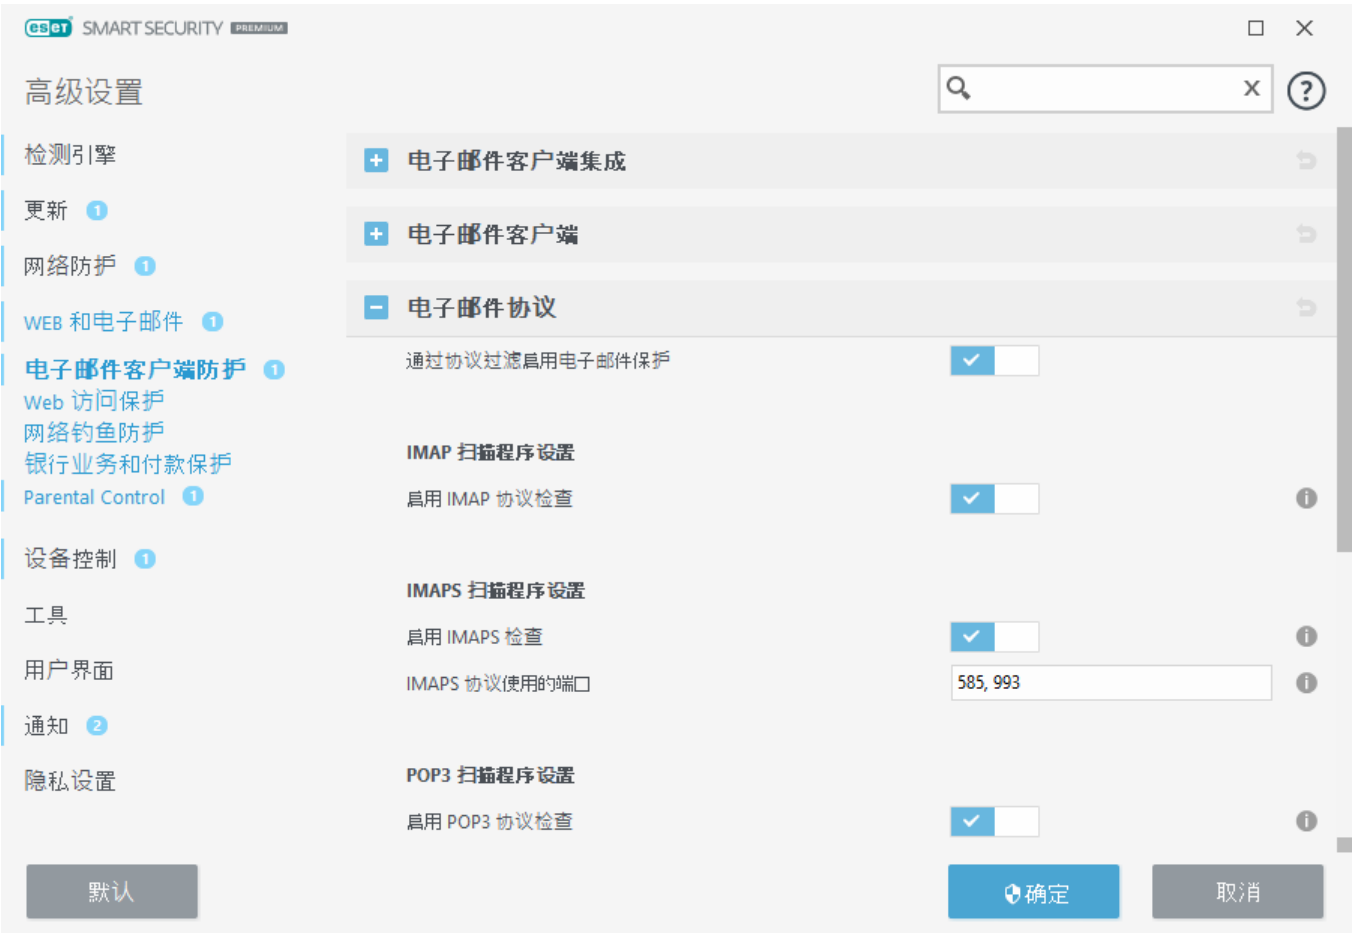 eset SMART SECURITY PREMIUM
高级设置
检测引擎
更新 1
网络防护 1
WEB 和电子邮件 1
电子邮件客户端防护 1
Web 访问保护
网络钓鱼防护
银行业务和付款保护
Parental Control 1
设备控制 1
工具
用户界面
通知 2
隐私设置
电子邮件客户端集成
电子邮件客户端
电子邮件协议
通过协议过滤启用电子邮件保护
IMAP 扫描程序设置
启用 IMAP 协议检查
IMAPS 扫描程序设置
启用 IMAPS 检查
IMAPS 协议使用的端口 585, 993
POP3 扫描程序设置
启用 POP3 协议检查
默认
确定
取消